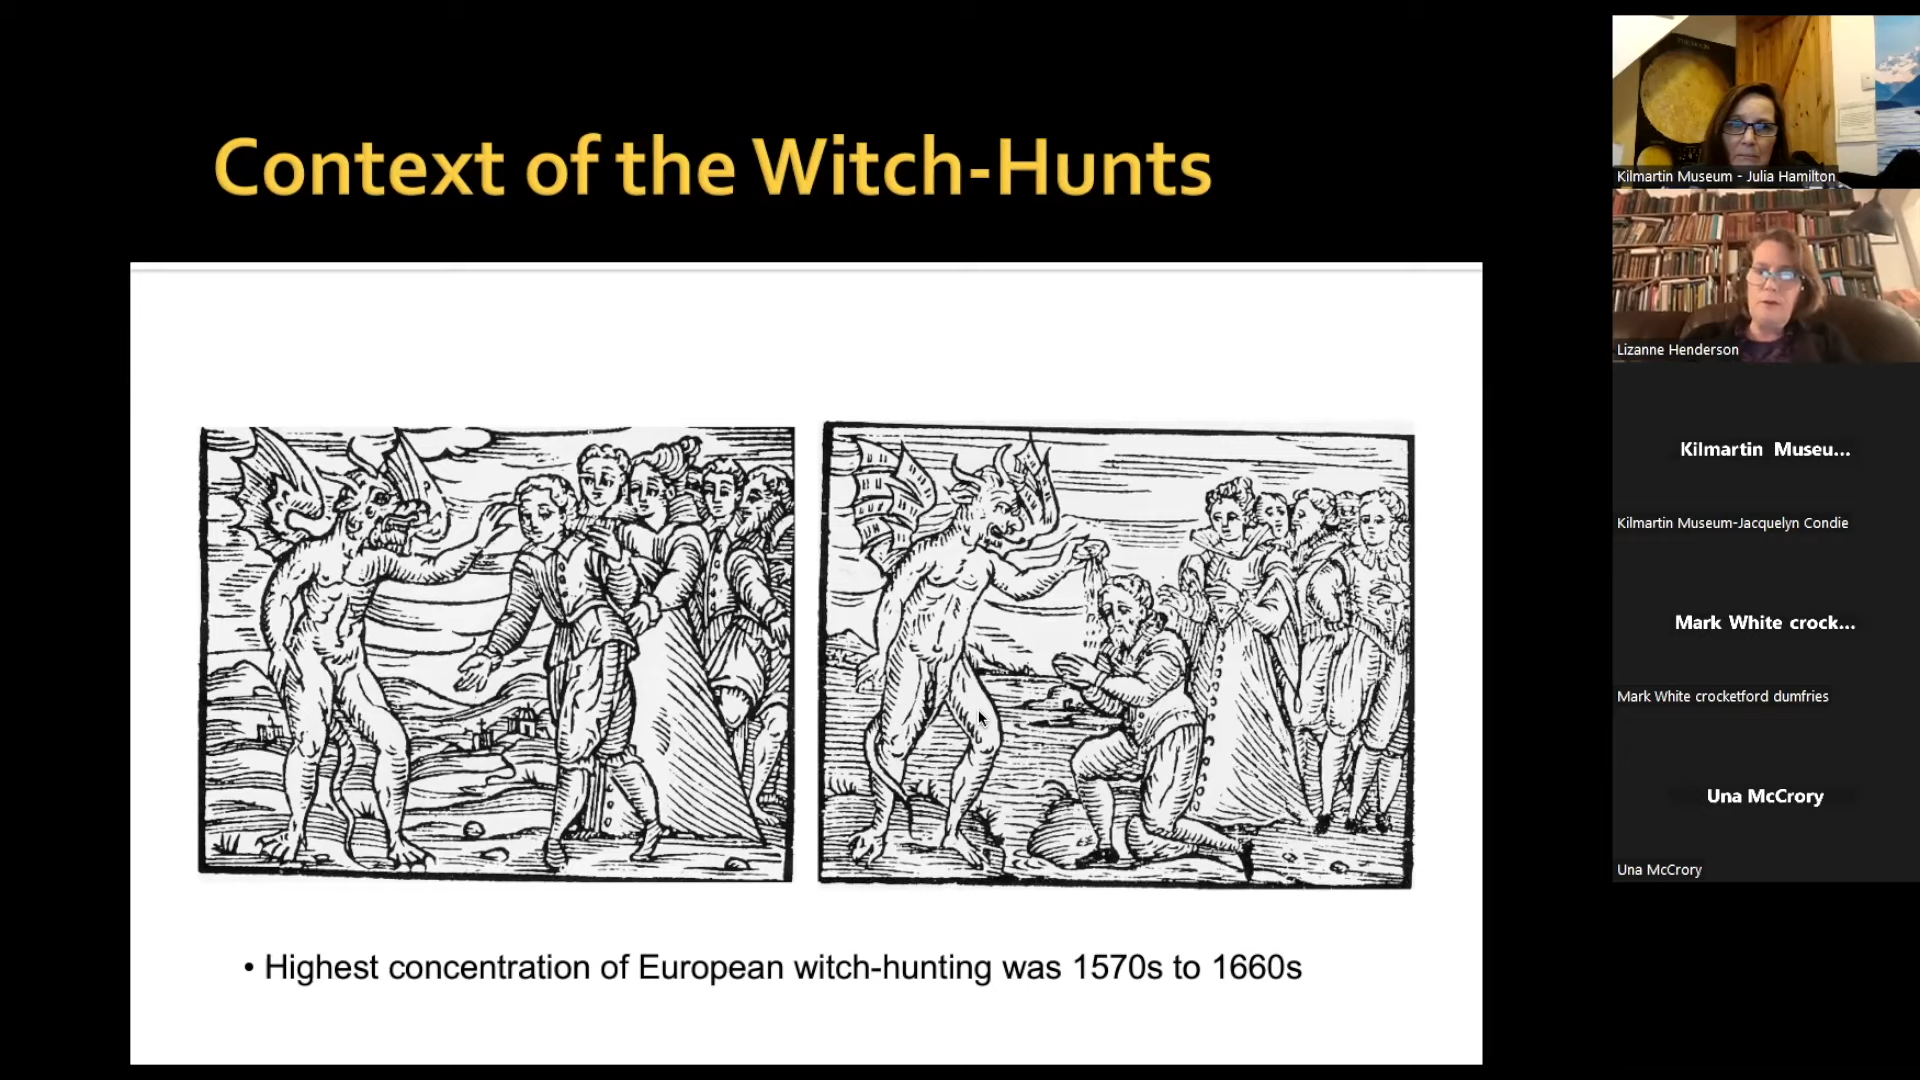 Context of the Witch-Hunts
• Highest concentration of European witch-hunting was 1570s to 1660s
Kilmartin Museum - Julia Hamilton
Lizanne Henderson
Kilmartin Museu...
Kilmartin Museum-Jacquelyn Condie
Mark White crock...
Mark White crocketford dumfries
Una McCrory
Una McCrory